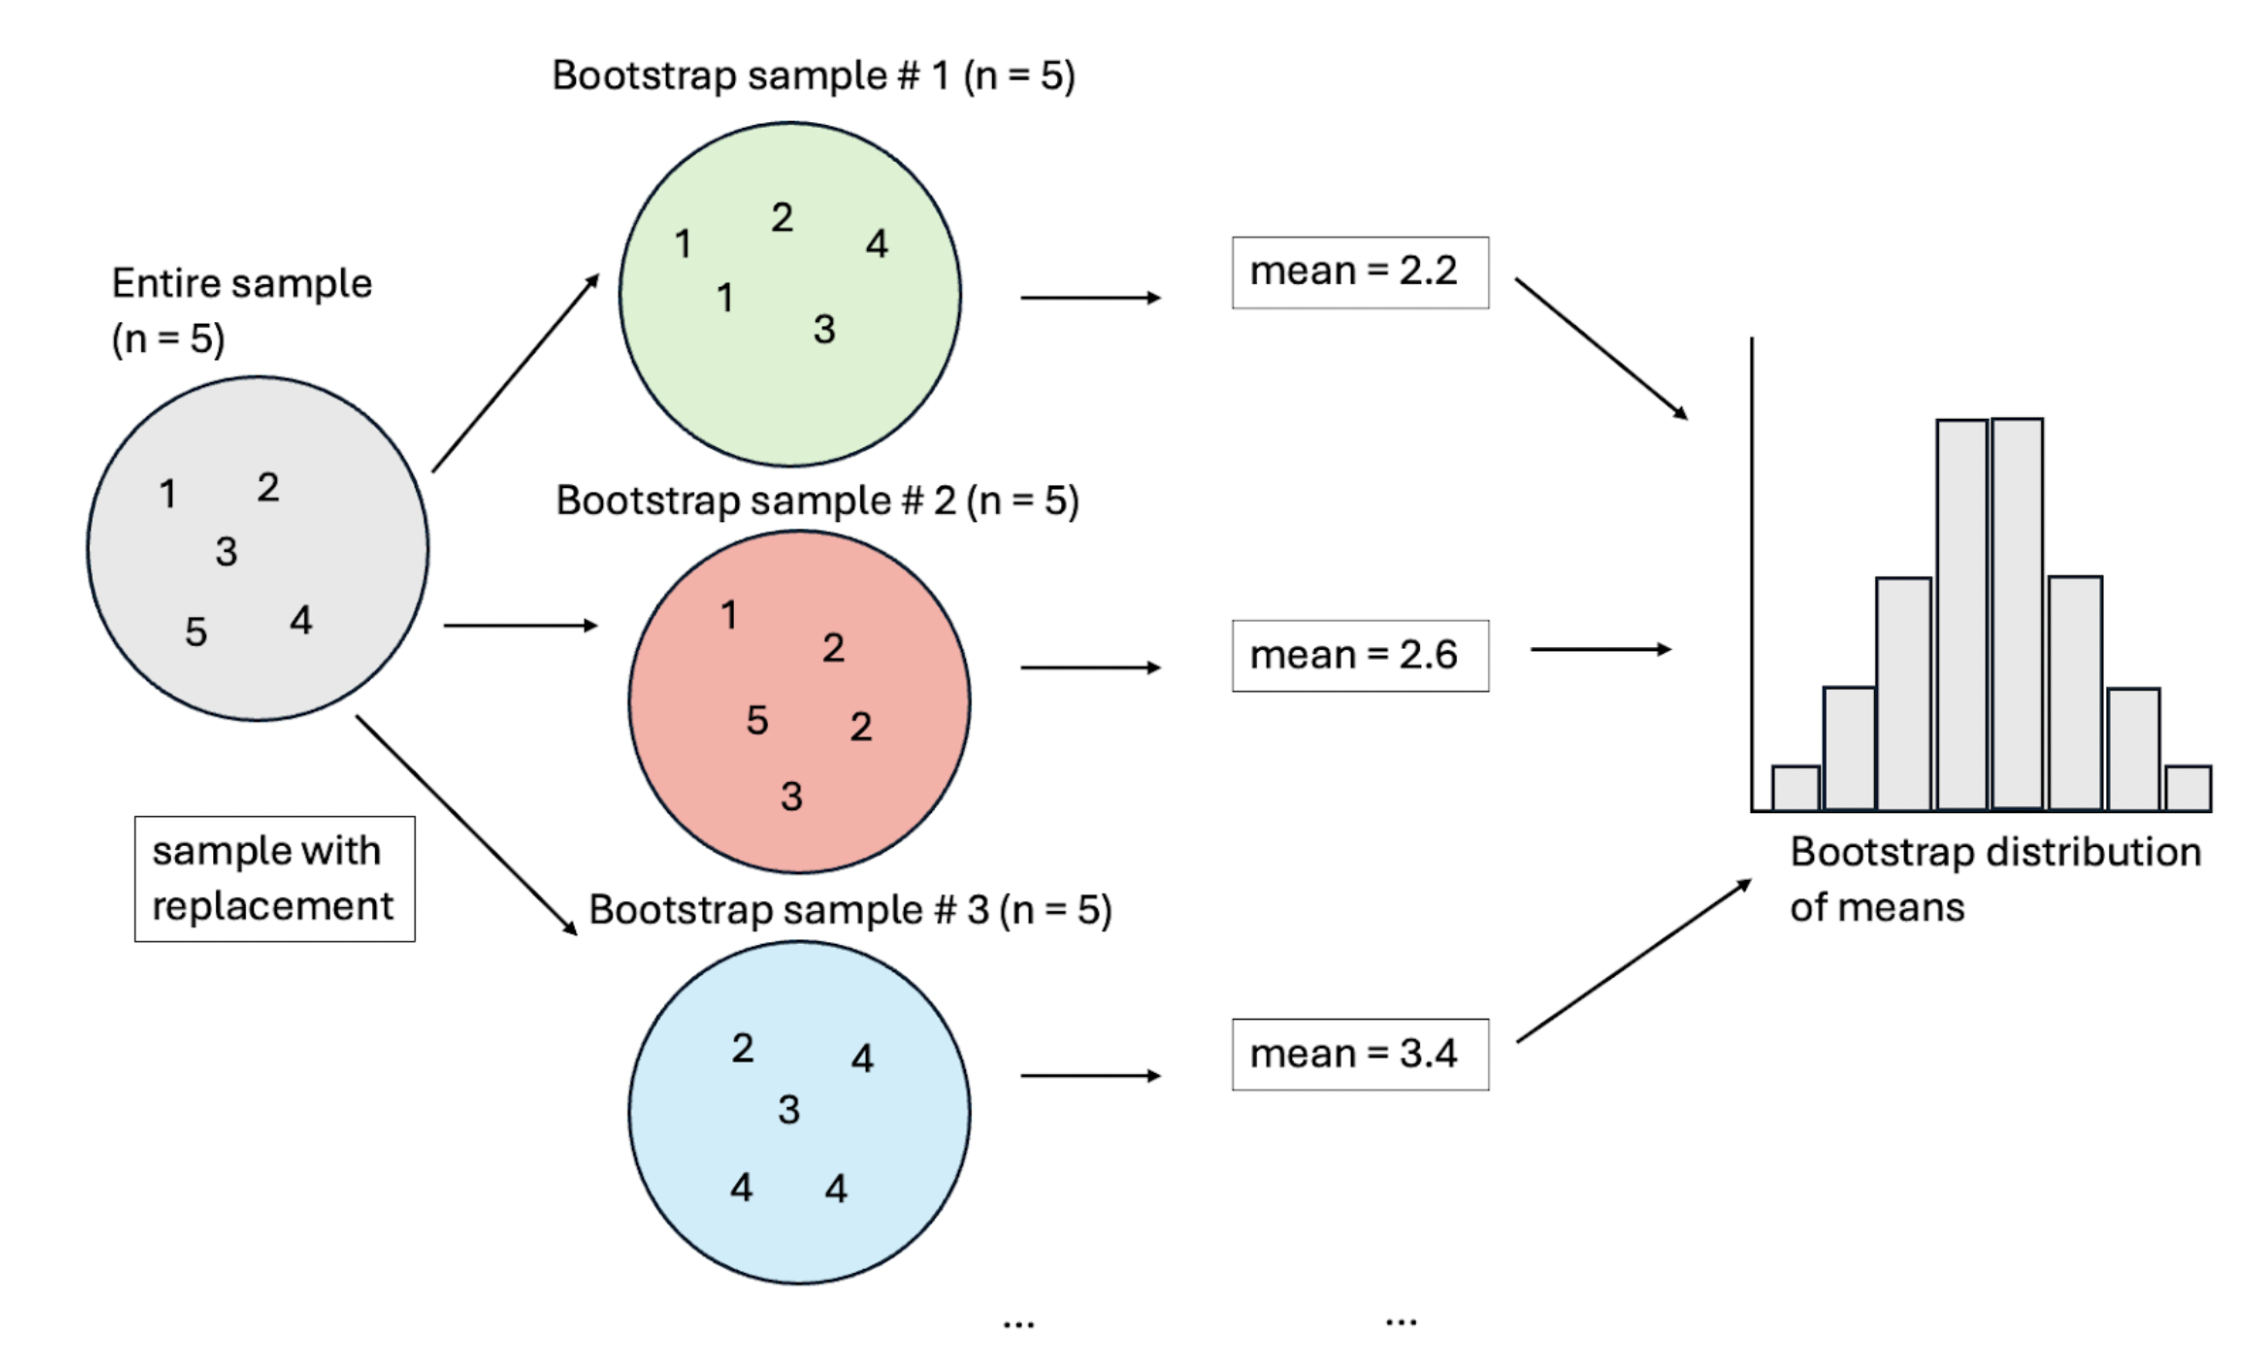 Bootstrap sample # 1 (n = 5)
2
1
4
1
3
mean = 2.2
Entire sample
(n = 5)
1 2
3
5 4
sample with
replacement
Bootstrap sample # 2 (n = 5)
1
2
5 2
3
mean = 2.6
Bootstrap sample # 3 (n = 5)
2 4
3
4 4
mean = 3.4
... ...
Bootstrap distribution
of means